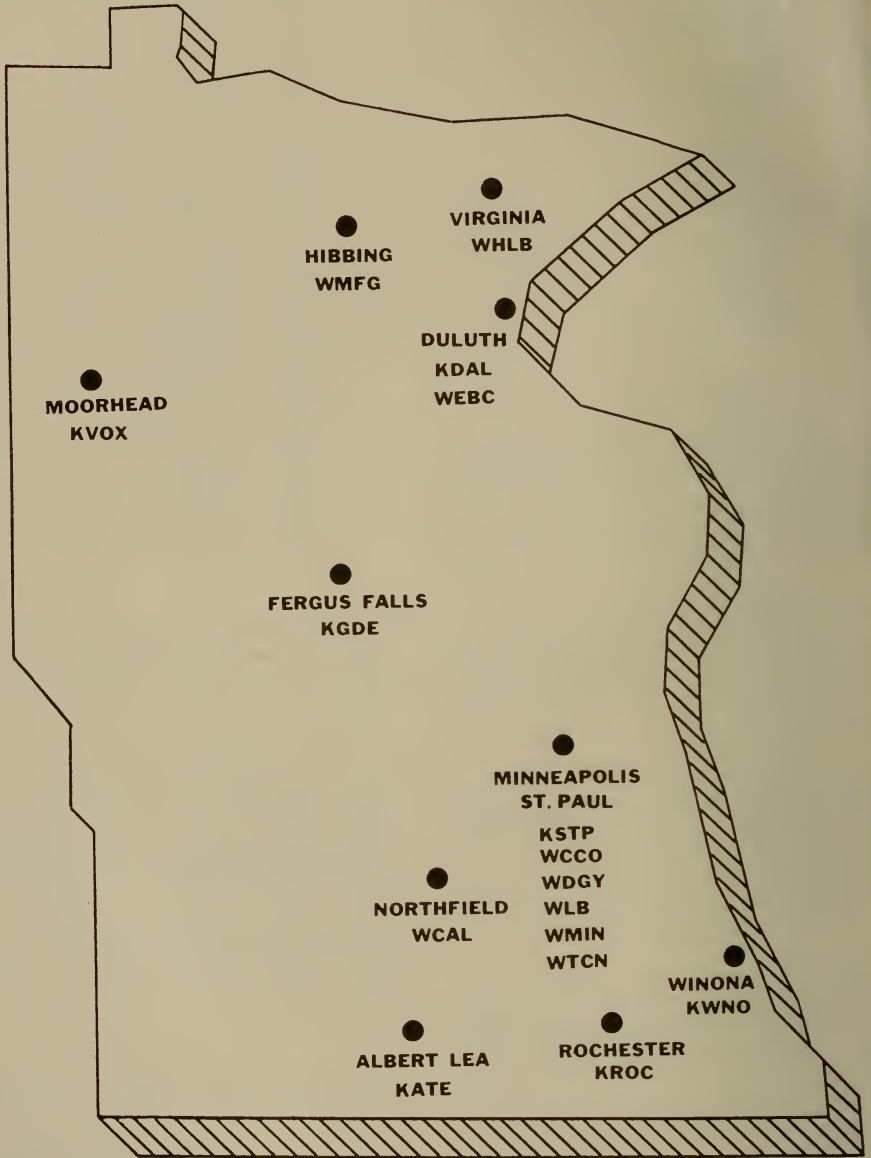 VIRGINIA
WHLB
HIBBING
WMFG
DULUTH
KDAL
WEBC
MOORHEAD
KVOX
FERGUS FALLS
KGDE
MINNEAPOLIS
ST. PAUL
KSTP
WCCO
WDGY
WLB
WMIN
WTCN
NORTHFIELD
WCAL
WINONA
KWNO
ROCHESTER
KROC
ALBERT LEA
KATE